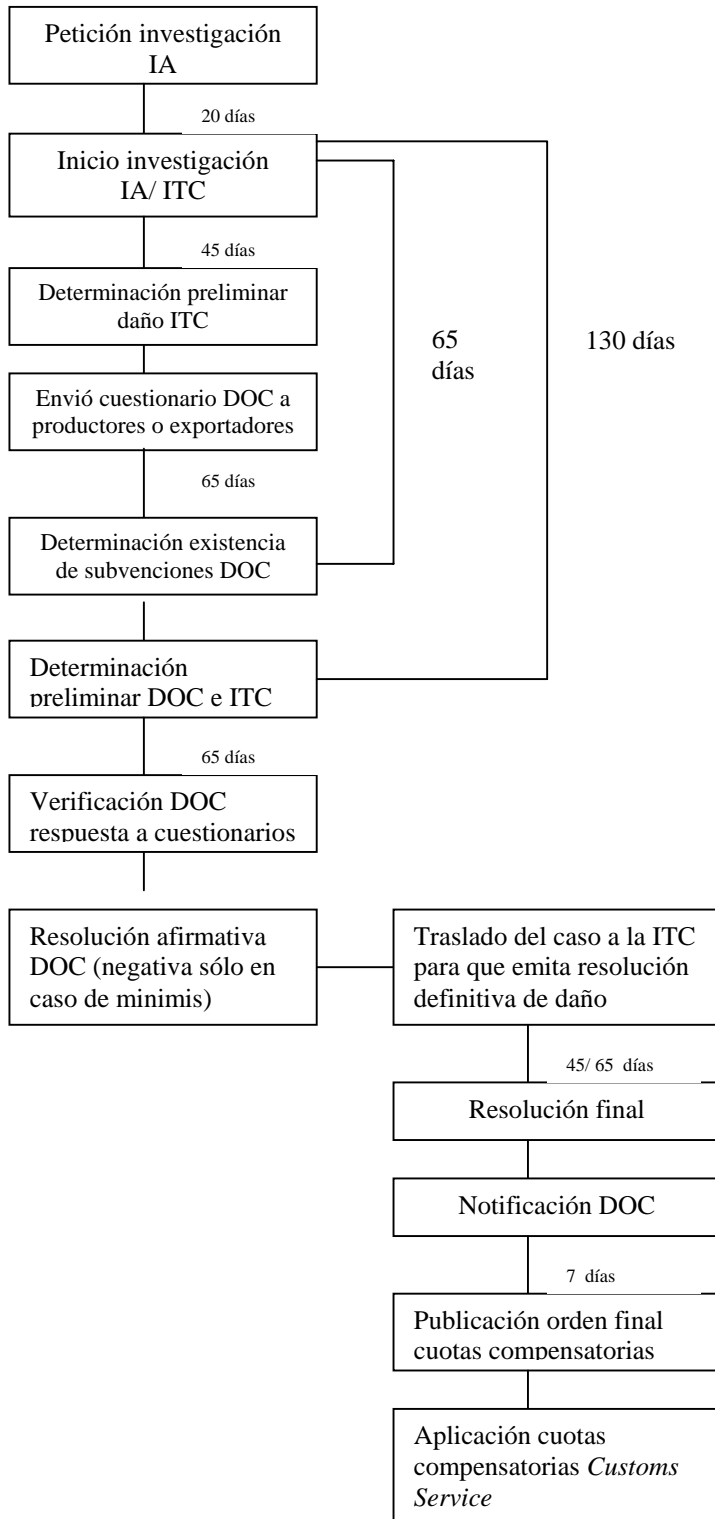 Petición investigación
IA
20 días
Inicio investigación
IA/ ITC
45 días
Determinación preliminar
daño ITC
65
días
130 días
Envió cuestionario DOC a
productores o exportadores
65 días
Determinación existencia
de subvenciones DOC
Determinación
preliminar DOC e ITC
65 días
Verificación DOC
respuesta a cuestionarios
Resolución afirmativa
DOC (negativa sólo en
caso de minimis)
Traslado del caso a la ITC
para que emita resolución
definitiva de daño
45/ 65 días
Resolución final
Notificación DOC
7 días
Publicación orden final
cuotas compensatorias
Aplicación cuotas
compensatorias Customs
Service